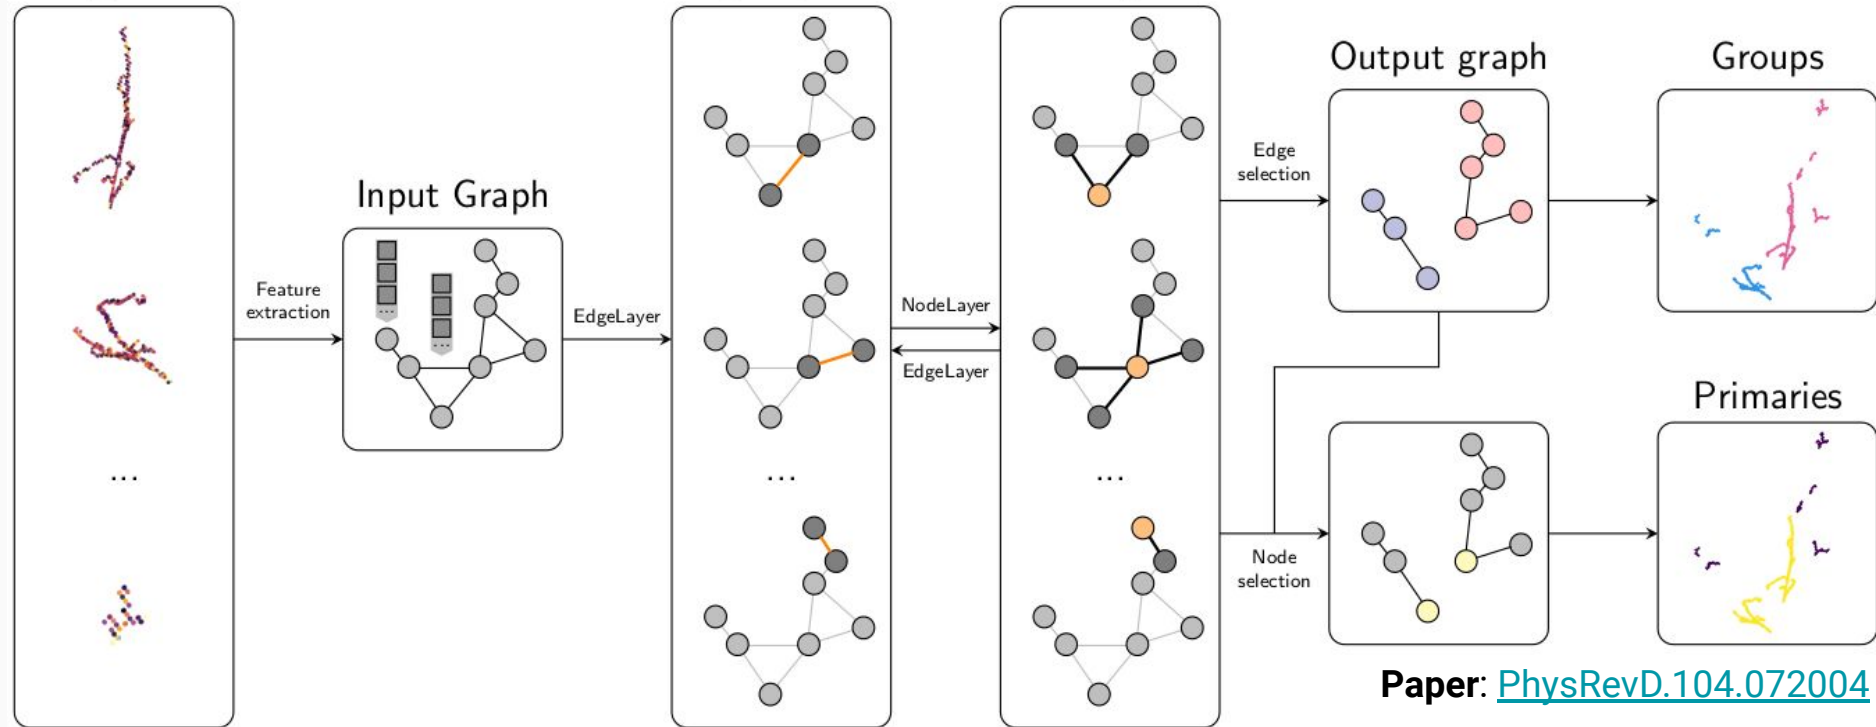 Input Graph
Feature
extraction
...
...
...
EdgeLayer
...
NodeLayer
EdgeLayer
...
Edge
selection
Output graph
Groups
Node
selection
Primaries
Paper: PhysRevD.104.072004